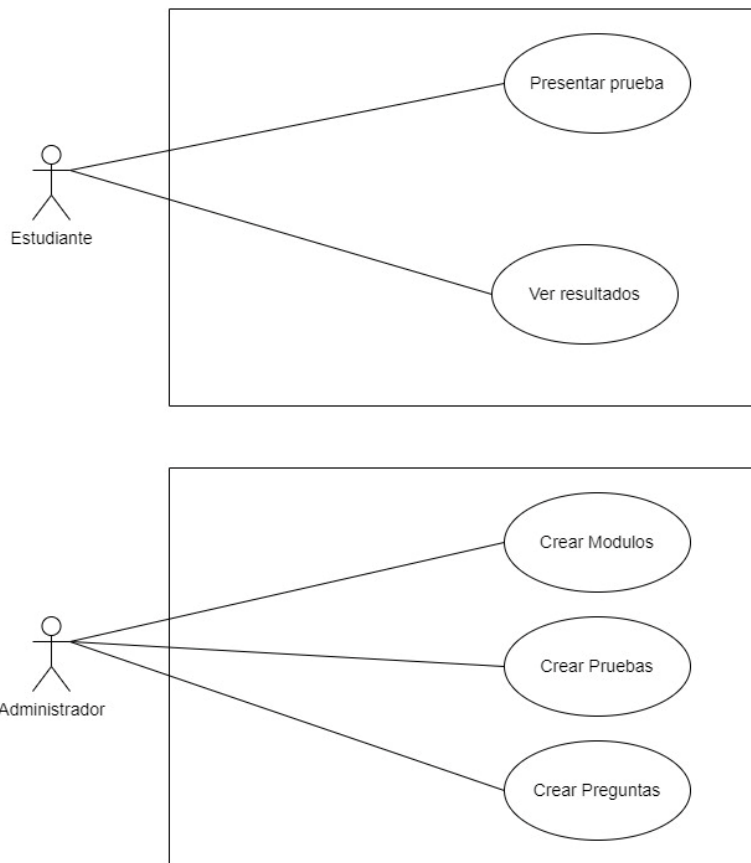 Presentar prueba
Estudiante
Ver resultados
Crear Modulos
Crear Pruebas
Administrador
Crear Preguntas